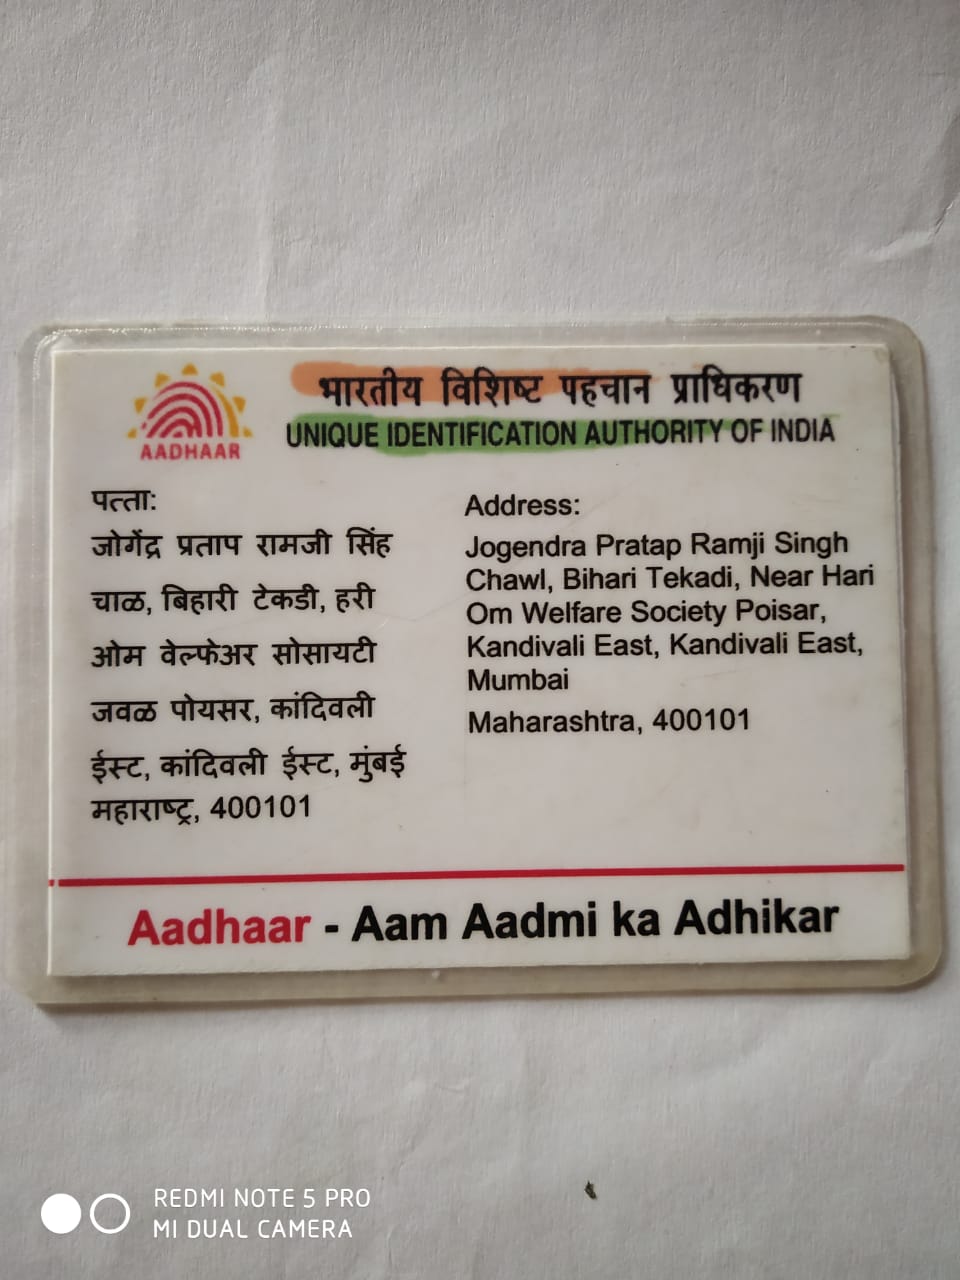 AADHAAR
भारतीय विशिष्ट पहचान प्राधिकरण
UNIQUE IDENTIFICATION AUTHORITY OF INDIA
पत्ता:
जोगेंद्र प्रताप रामजी सिंह
चाळ, बिहारी टेकडी, हरी
ओम वेल्फेअर सोसायटी
जवळ पोयसर, कांदिवली
ईस्ट, कांदिवली ईस्ट, मुंबई
महाराष्ट्र, 400101
Address:
Jogendra Pratap Ramji Singh
Chawl, Bihari Tekadi, Near Hari
Om Welfare Society Poisar,
Kandivali East, Kandivali East,
Mumbai
Maharashtra, 400101
Aadhaar - Aam Aadmi ka Adhikar
REDMI NOTE 5 PRO
MI DUAL CAMERA